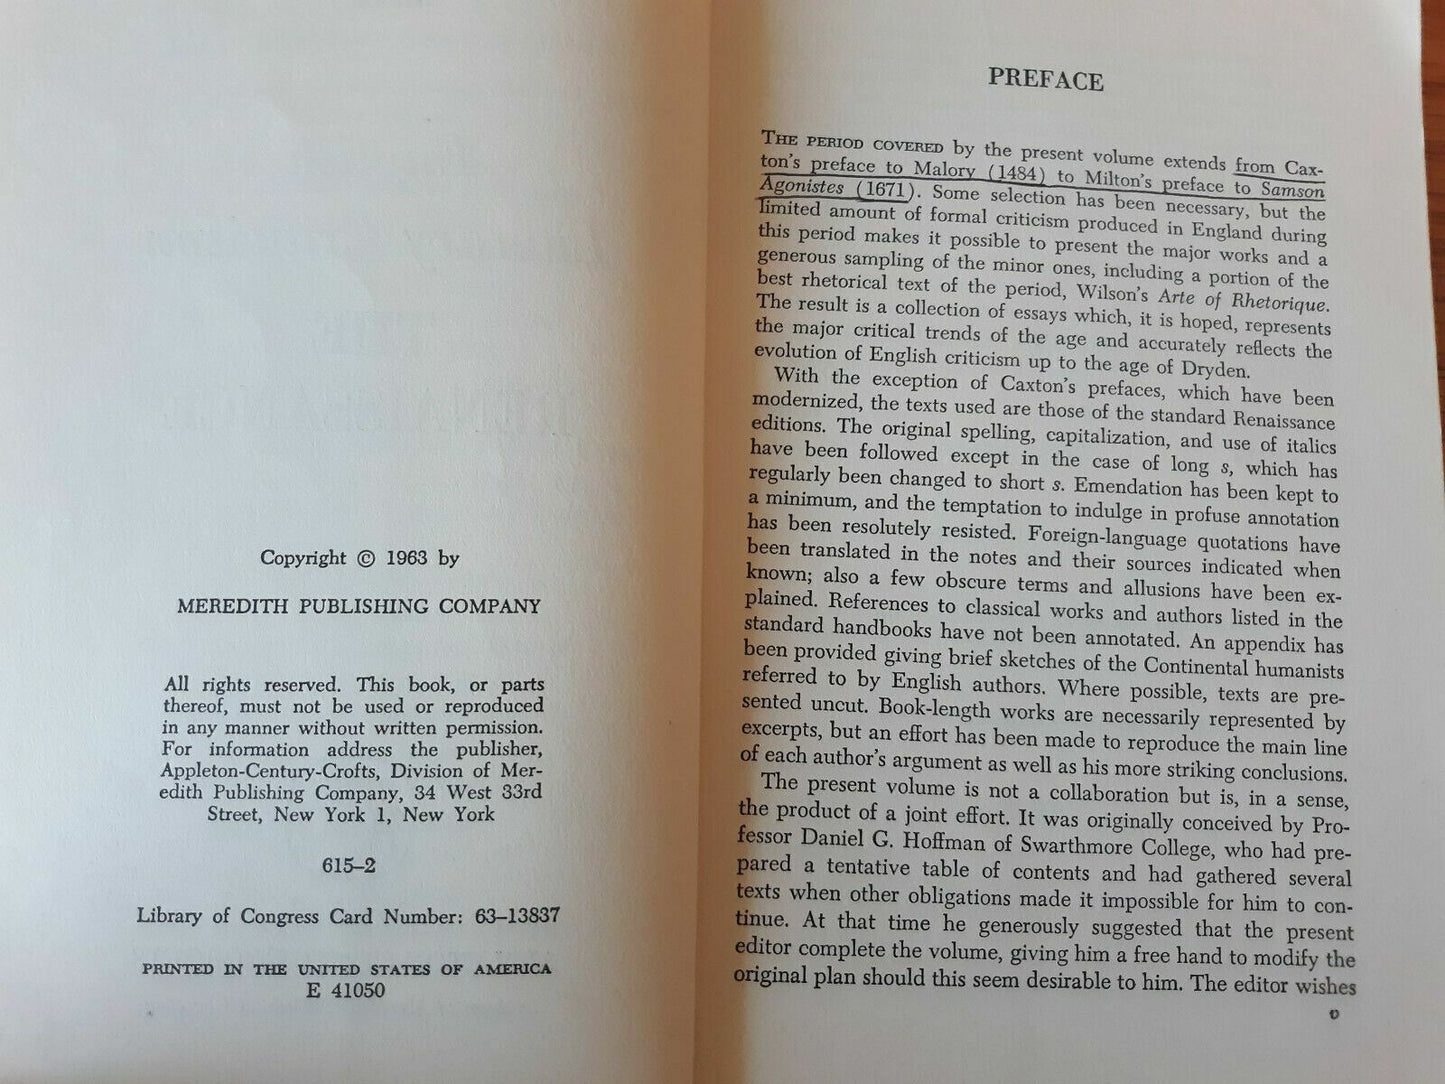 Copyright © 1963 by
MEREDITH PUBLISHING COMPANY
All rights reserved. This book, or parts
thereof, must not be used or reproduced
in any manner without written permission.
For information address the publisher,
Appleton-Century-Crofts, Division of Mer-
edith Publishing Company, 34 West 33rd
Street, New York 1, New York
615–2
Library of Congress Card Number: 63–13837
PRINTED IN THE UNITED STATES OF AMERICA
E 41050
PREFACE
THE PERIOD COVERED by the present volume extends from Cax-
ton's preface to Malory (1484) to Milton's preface to Samson
Agonistes (1671). Some selection has been necessary, but the
limited amount of formal criticism produced in England during
this period makes it possible to present the major works and a
generous sampling of the minor ones, including a portion of the
best rhetorical text of the period, Wilson's Arte of Rhetorique.
The result is a collection of essays which, it is hoped, represents
the major critical trends of the age and accurately reflects the
evolution of English criticism up to the age of Dryden.
With the exception of Caxton's prefaces, which have been
modernized, the texts used are those of the standard Renaissance
editions. The original spelling, capitalization, and use of italics
have been followed except in the case of long s, which has
regularly been changed to short s. Emendation has been kept to
a minimum, and the temptation to indulge in profuse annotation
has been resolutely resisted. Foreign-language quotations have
been translated in the notes and their sources indicated when
known; also a few obscure terms and allusions have been ex-
plained. References to classical works and authors listed in the
standard handbooks have not been annotated. An appendix has
been provided giving brief sketches of the Continental humanists
referred to by English authors. Where possible, texts are pre-
sented uncut. Book-length works are necessarily represented by
excerpts, but an effort has been made to reproduce the main line
of each author's argument as well as his more striking conclusions.
The present volume is not a collaboration but is, in a sense,
the product of a joint effort. It was originally conceived by Pro-
fessor Daniel G. Hoffman of Swarthmore College, who had pre-
pared a tentative table of contents and had gathered several
texts when other obligations made it impossible for him to con-
tinue. At that time he generously suggested that the present
editor complete the volume, giving him a free hand to modify the
original plan should this seem desirable to him. The editor wishes
v